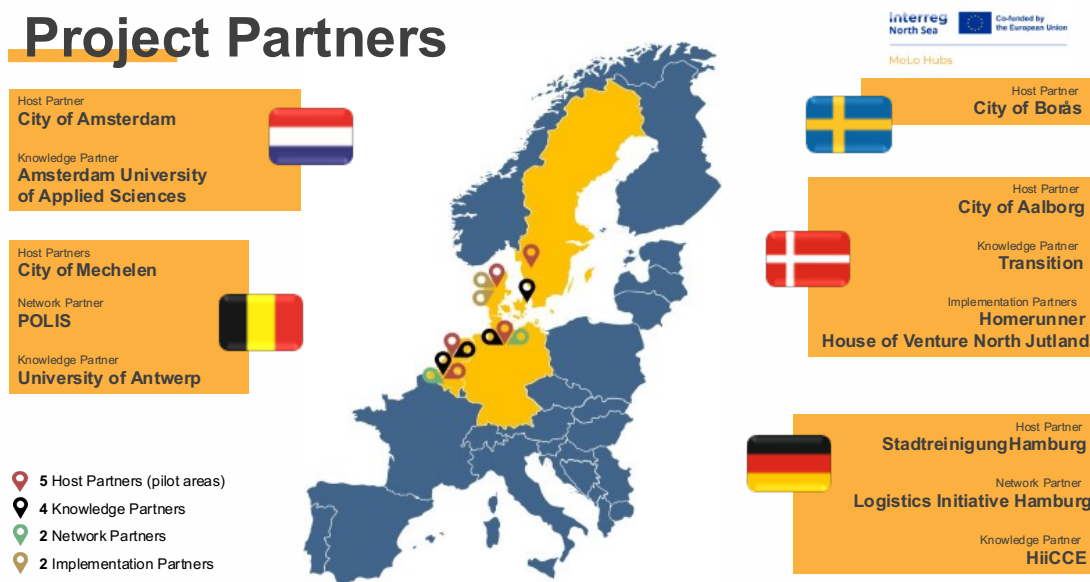 Project Partners
Interreg
North Sea
Co-funded by
the European Union
MoLo Hubs
Host Partner
City of Amsterdam
Knowledge Partner
Amsterdam University
of Applied Sciences
Host Partners
City of Mechelen
Network Partner
POLIS
Knowledge Partner
University of Antwerp
5 Host Partners (pilot areas)
4 Knowledge Partners
2 Network Partners
2 Implementation Partners
Host Partner
City of Borås
Host Partner
City of Aalborg
Knowledge Partner
Transition
Implementation Partners
Homerunner
House of Venture North Jutland
Host Partner
StadtreinigungHamburg
Network Partner
Logistics Initiative Hamburg
Knowledge Partner
HiiCCE